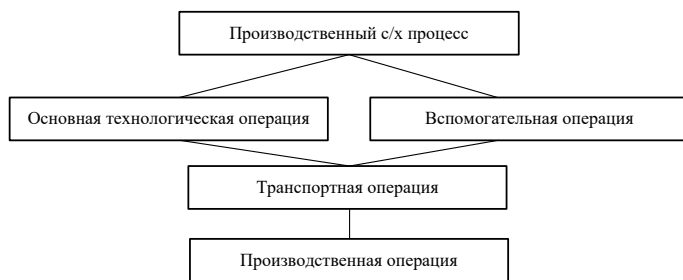 Производственный с/х процесс
Основная технологическая операция
Вспомогательная операция
Транспортная операция
Производственная операция